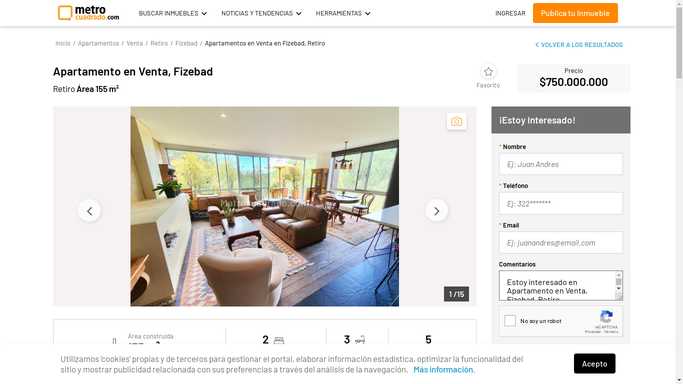 metro
cuadrado.com
BUSCAR INMUEBLES
NOTICIAS Y TENDENCIAS
HERRAMIENTAS
INGRESAR
Publica tu Inmueble
Inicio / Apartamentos / Venta / Retiro / Fizebad / Apartamentos en Venta en Fizebad, Retiro
VOLVER A LOS RESULTADOS
Apartamento en Venta, Fizebad
Retiro Área 155 m²
Favorito
Precio
$750.000.000
1 / 15
¡Estoy Interesado!
* Nombre
Ej: Juan Andres
* Teléfono
Ej: 322*******
* Email
Ej: juanandres@email.com
Comentarios
Estoy interesado en
Apartamento en Venta,
Fizebad, Retiro
No soy un robot
reCAPTCHA
Privacidad - Términos
Área construida
2
3
5
Utilizamos 'cookies' propias y de terceros para gestionar el portal, elaborar información estadística, optimizar la funcionalidad del
sitio y mostrar publicidad relacionada con sus preferencias a través del análisis de la navegación. Más información.
Acepto